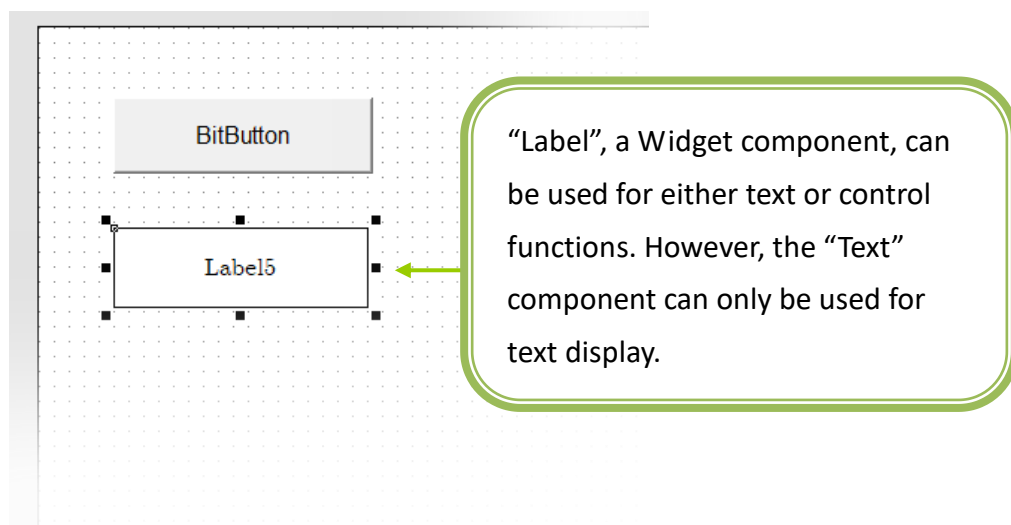 BitButton
Label5
“Label”, a Widget component, can
be used for either text or control
functions. However, the “Text”
component can only be used for
text display.